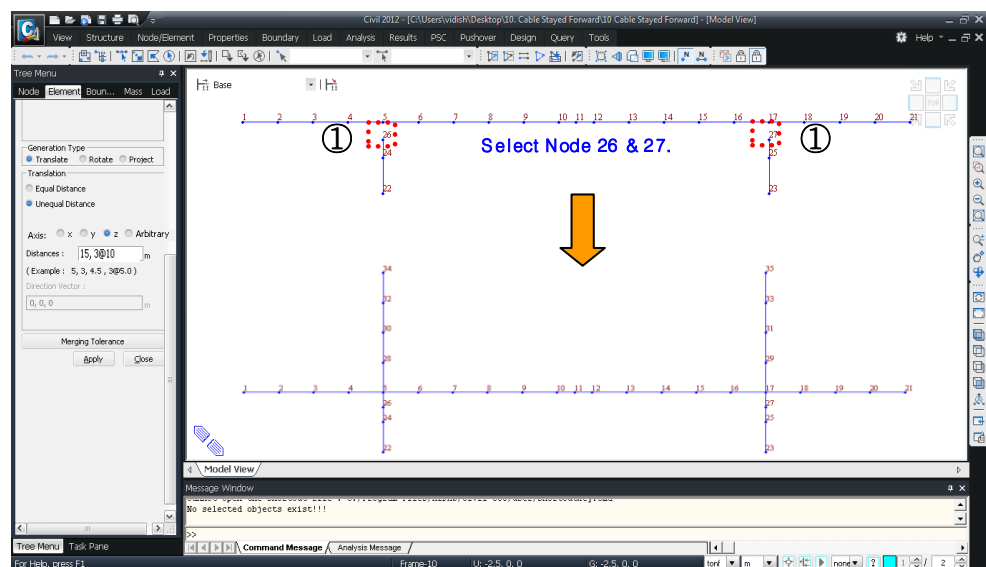 Civil 2012 - [C:\Users\vidish\Desktop\10. Cable Stayed Forward\10 Cable Stayed Forward] - [Model View]
View Structure Node/Element Properties Boundary Load Analysis Results PSC Pushover Design Query Tools Help
Tree Menu
Node Element Boun... Mass Load
Base
TOP
Generation Type
Translate Rotate Project
Translation
Equal Distance
Unequal Distance
Axis: x y z Arbitrary
Distances : 15, 3@10 m
( Example : 5, 3, 4.5 , 3@5.0 )
Direction Vector :
0, 0, 0 m
Merging Tolerance
Apply Close
1 2 3 4 5 6 7 8 9 10 11 12 13 14 15 16 17 18 19 20 21
① 26 27 ①
Select Node 26 & 27.
24 25
22 23
34 35
32 33
30 31
28 29
1 2 3 4 5 6 7 8 9 10 11 12 13 14 15 16 17 18 19 20 21
26 27
24 25
22 23
Model View
Message Window
No selected objects exist!!!
>>
Command Message Analysis Message
Tree Menu Task Pane
For Help, press F1 Frame-10 U: -2.5, 0, 0 G: -2.5, 0, 0 tonf m none 1 / 2